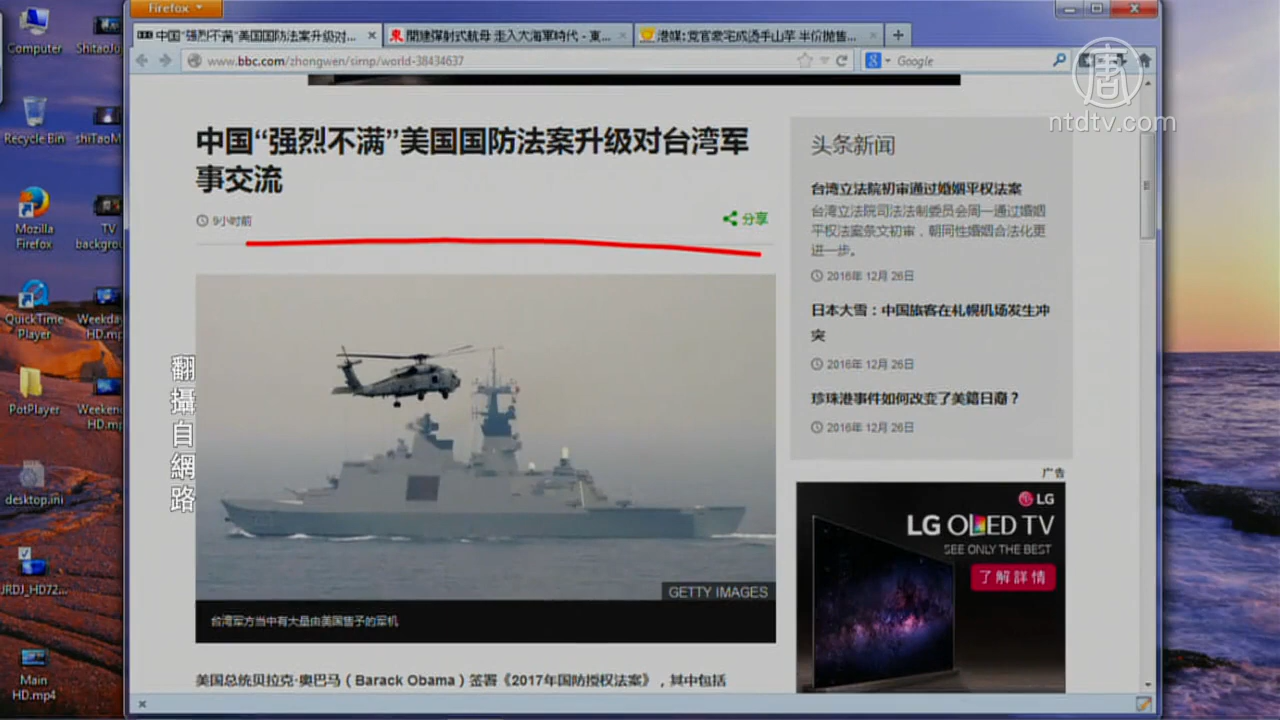 Firefox
中国“强烈不满”美国国防法案升级对...
開建彈射式航母 走入大海軍時代 - 東...
港媒:党官豪宅成烫手山芋 半价抛售...
www.bbc.com/zhongwen/simp/world-38434637
Google
唐
ntdtv.com
Computer
Recycle Bin
Mozilla
Firefox
TV
backgrou
QuickTime
Player
Weekday
HD.mp
PotPlayer
Weekend
HD.mp
desktop.ini
JRDJ_HD72...
Main
HD.mp4
中国“强烈不满”美国国防法案升级对台湾军
事交流
9小时前
分享
翻攝自網路
GETTY IMAGES
台湾军方当中有大量由美国售予的军机
美国总统贝拉克·奥巴马（Barack Obama）签署《2017年国防授权法案》，其中包括
头条新闻
台湾立法院初审通过婚姻平权法案
台湾立法院司法法制委员会周一通过婚姻
平权法案条文初审，朝同性婚姻合法化更
进一步。
2016年 12月 26日
日本大雪：中国旅客在札幌机场发生冲
突
2016年 12月 26日
珍珠港事件如何改变了美籍日裔？
2016年 12月 26日
广告
LG
LG OLED TV
SEE ONLY THE BEST
了解詳情